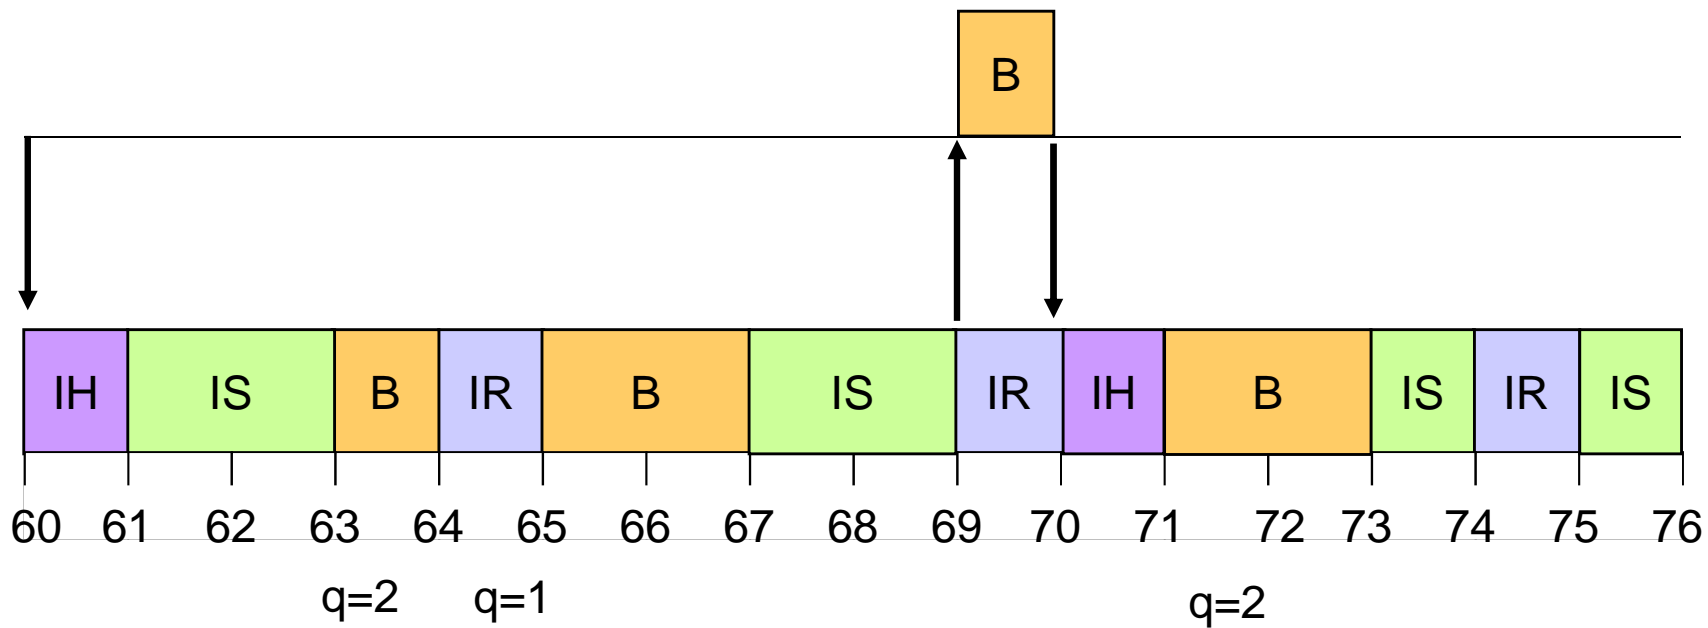 B
IH IS B IR B IS IR IH B IS IR IS
60 61 62 63 64 65 66 67 68 69 70 71 72 73 74 75 76
q=2 q=1 q=2